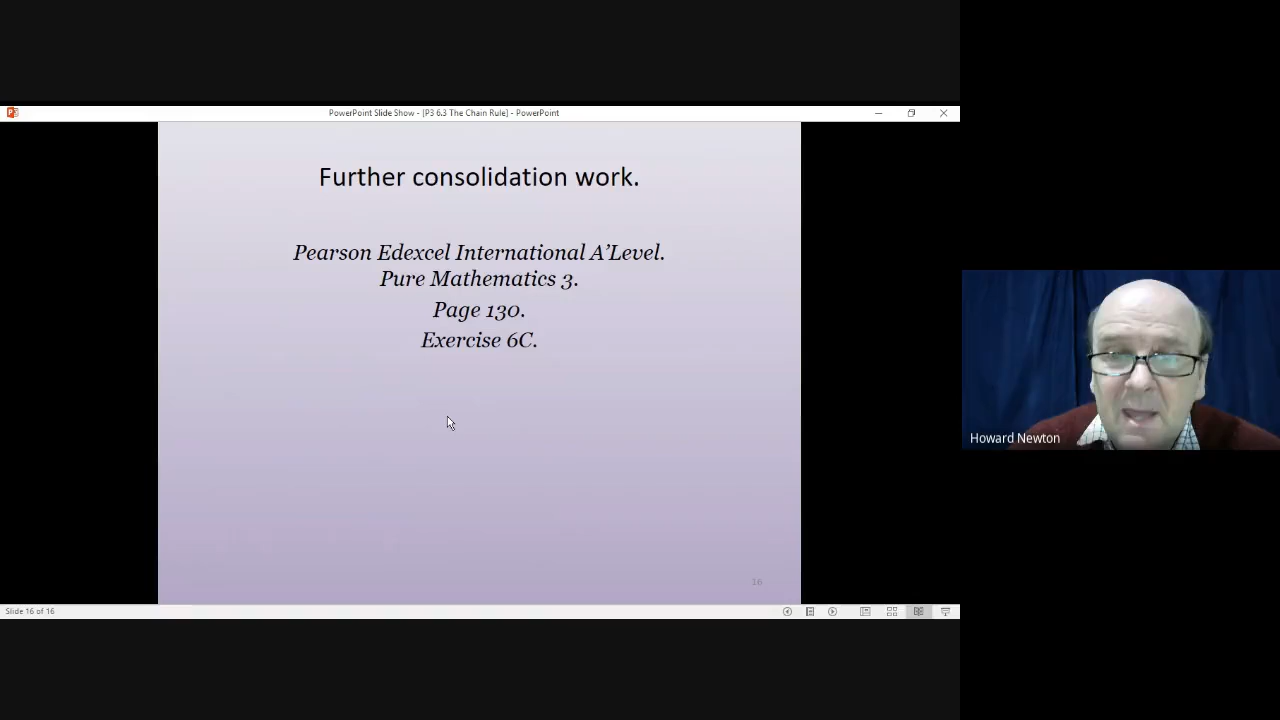 PowerPoint Slide Show - [P3 6.3 The Chain Rule] - PowerPoint
Further consolidation work.
Pearson Edexcel International A’Level.
Pure Mathematics 3.
Page 130.
Exercise 6C.
Howard Newton
16
Slide 16 of 16